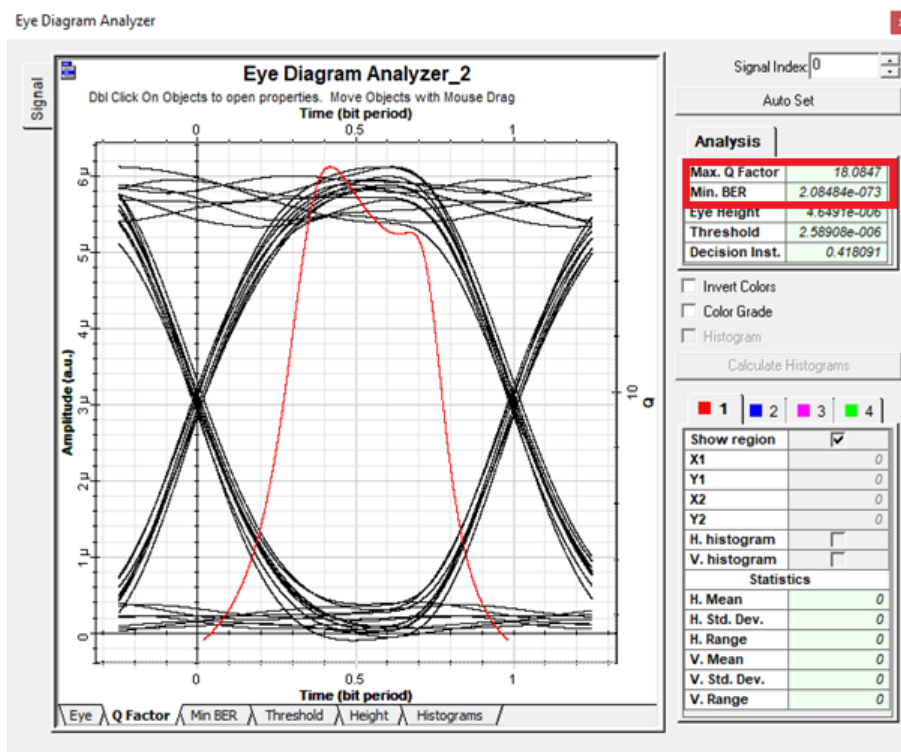 Eye Diagram Analyzer
Signal
Eye Diagram Analyzer_2
Dbl Click On Objects to open properties. Move Objects with Mouse Drag
Time (bit period)
0 0.5 1
6 µ
5 µ
4 µ
3 µ
2 µ
1 µ
0
Amplitude (a.u.)
10
Q
0.5 1
Time (bit period)
Eye Q Factor Min BER Threshold Height Histograms
Signal Index: 0
Auto Set
Analysis
Max. Q Factor 18.0847
Min. BER 2.08484e-073
Eye Height 4.6491e-006
Threshold 2.58908e-006
Decision Inst. 0.418091
Invert Colors
Color Grade
Histogram
Calculate Histograms
1 2 3 4
Show region
X1 0
Y1 0
X2 0
Y2 0
H. histogram
V. histogram
Statistics
H. Mean 0
H. Std. Dev. 0
H. Range 0
V. Mean 0
V. Std. Dev. 0
V. Range 0